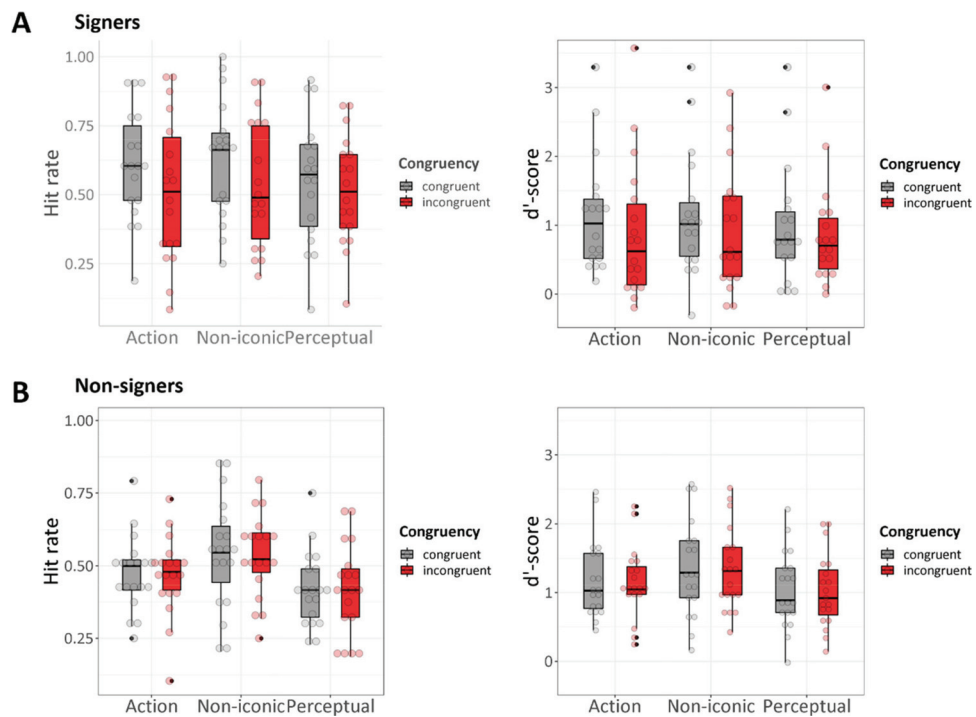 A Signers
Hit rate
1.00
0.75
0.50
0.25
Action Non-iconic Perceptual
Congruency
congruent
incongruent
d'-score
3
2
1
0
Action Non-iconic Perceptual
Congruency
congruent
incongruent
B Non-signers
Hit rate
1.00
0.75
0.50
0.25
Action Non-iconic Perceptual
Congruency
congruent
incongruent
d'-score
3
2
1
0
Action Non-iconic Perceptual
Congruency
congruent
incongruent